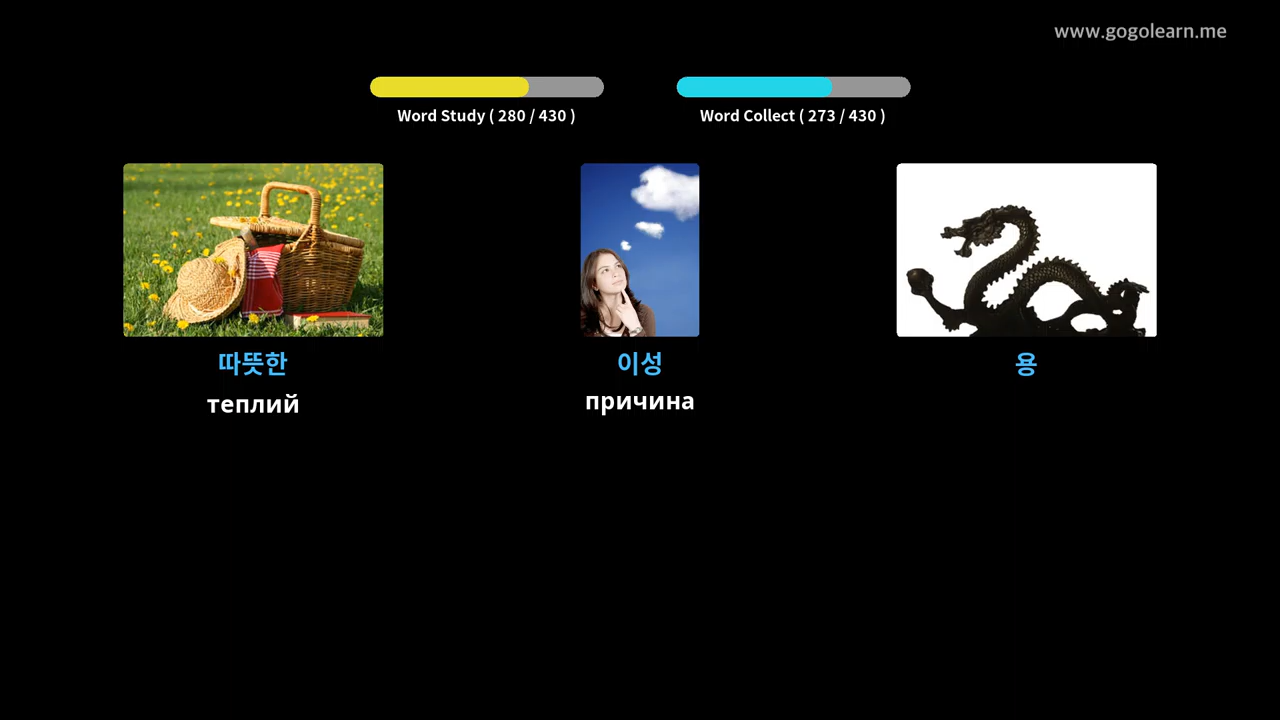 www.gogolearn.me
Word Study ( 280 / 430 )
Word Collect ( 273 / 430 )
따뜻한
이성
용
теплий
причина